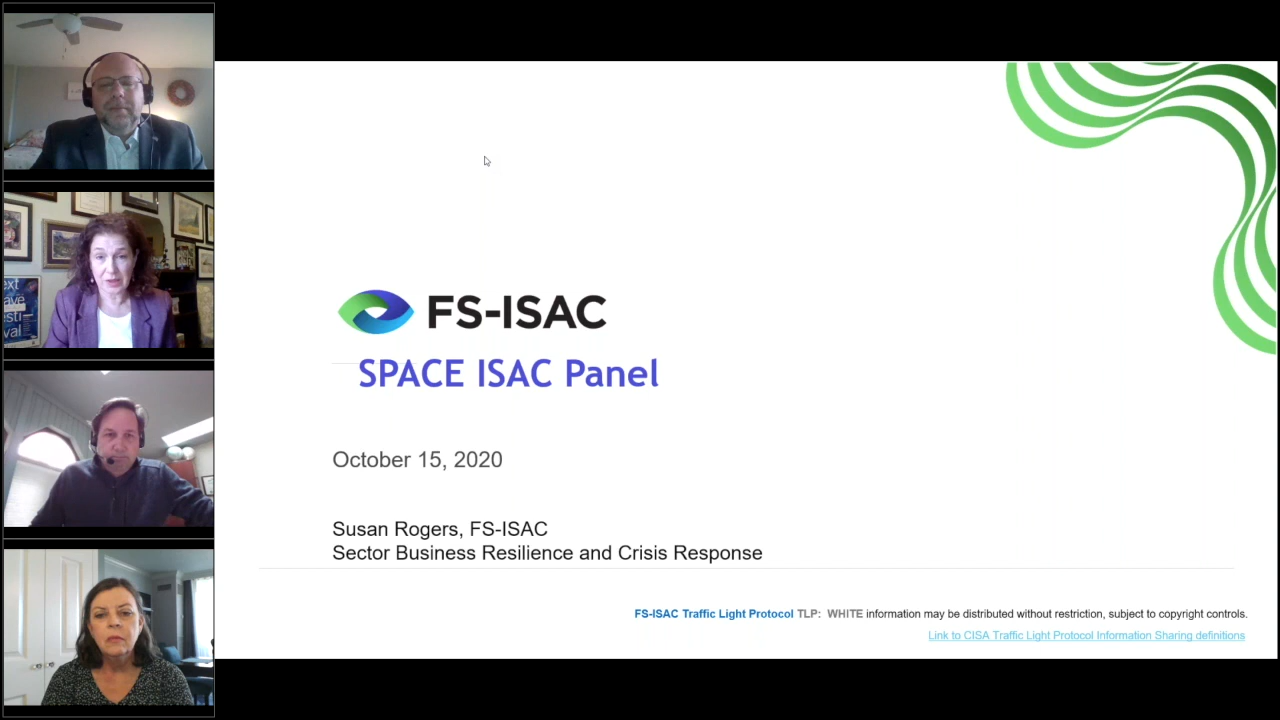 FS-ISAC
SPACE ISAC Panel
October 15, 2020
Susan Rogers, FS-ISAC
Sector Business Resilience and Crisis Response
FS-ISAC Traffic Light Protocol TLP: WHITE information may be distributed without restriction, subject to copyright controls.
Link to CISA Traffic Light Protocol Information Sharing definitions